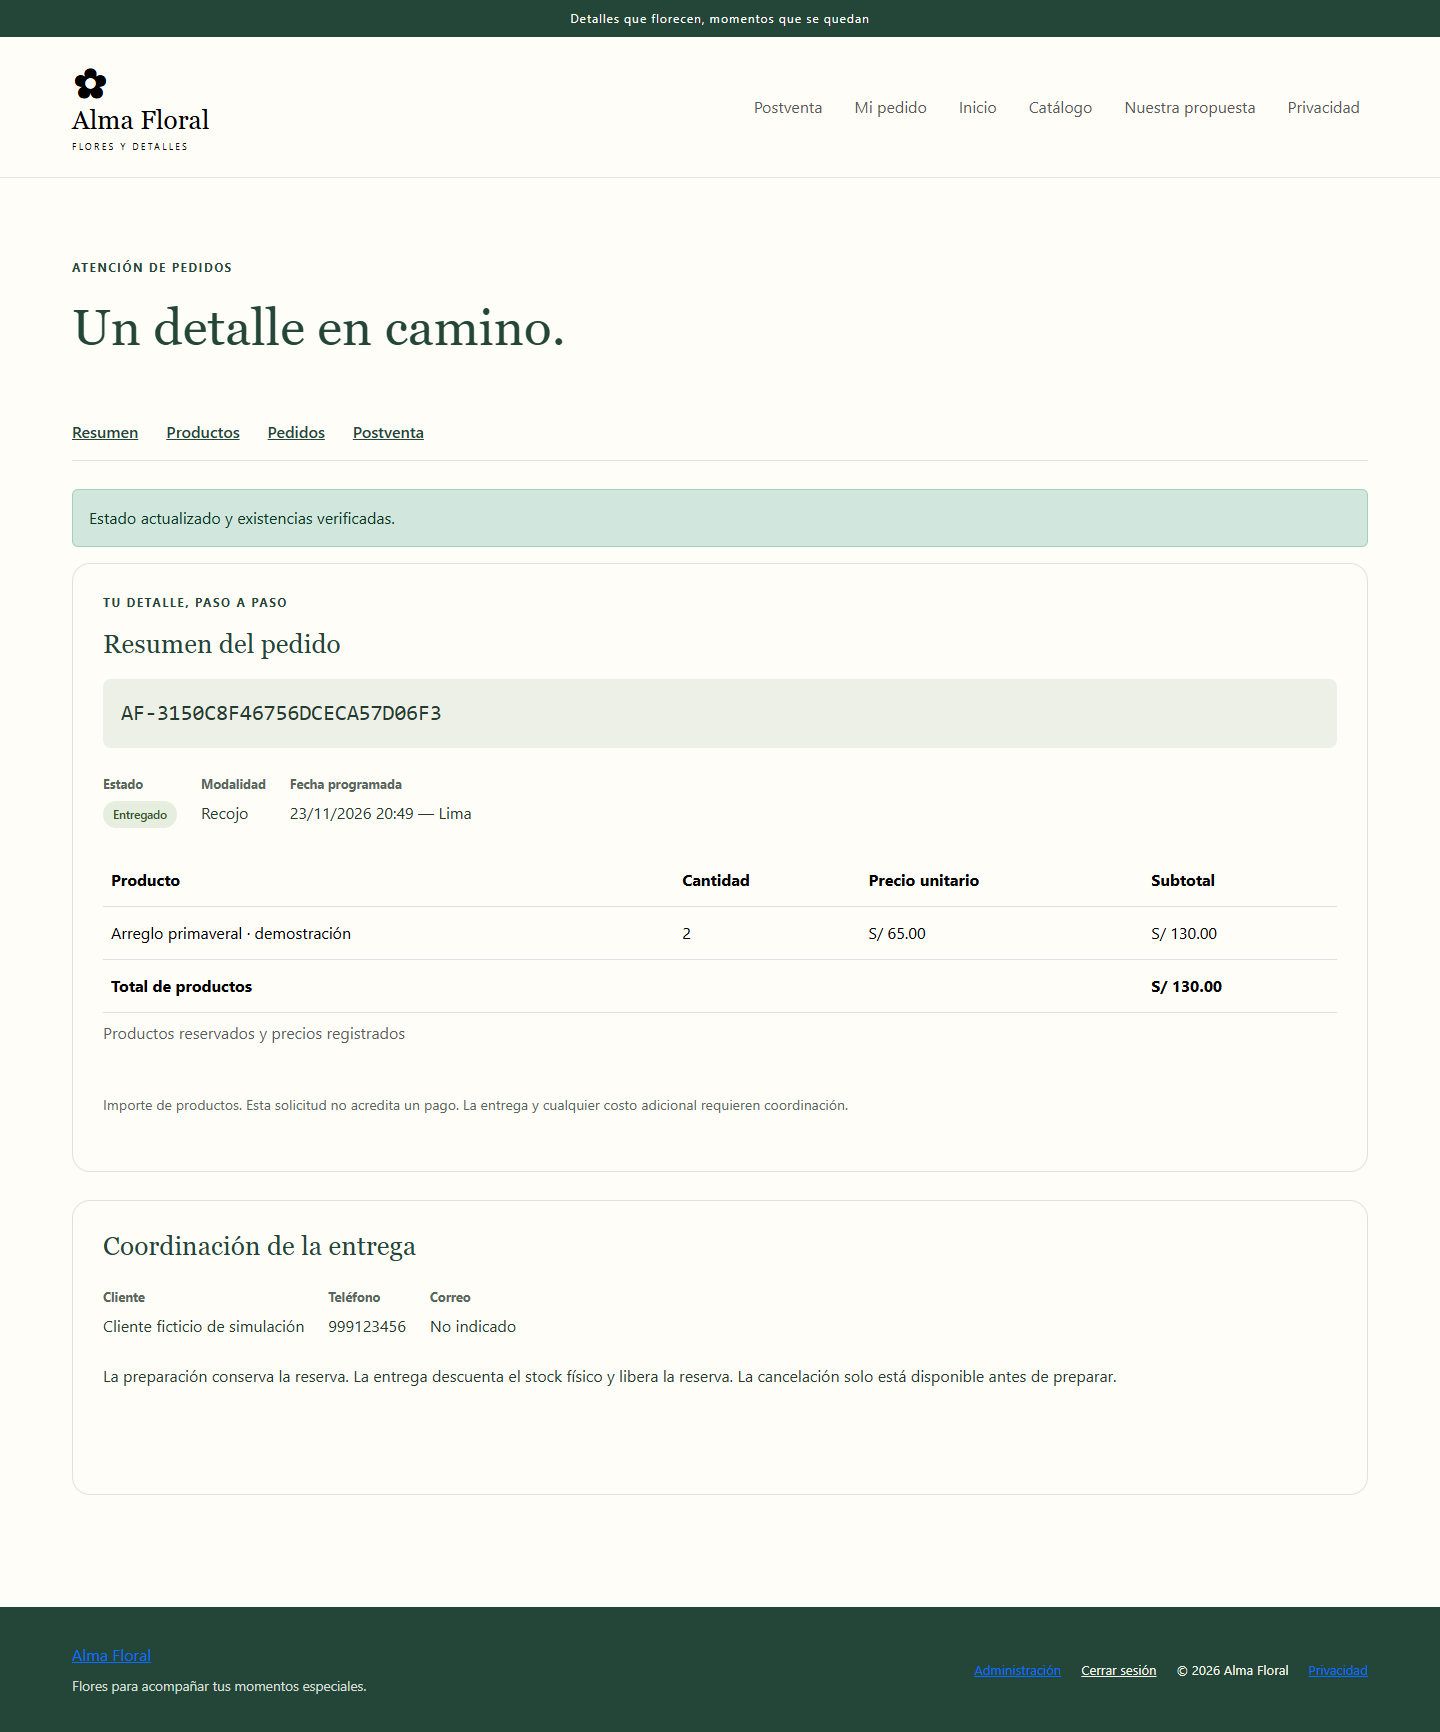 Detalles que florecen, momentos que se quedan
Alma Floral
FLORES Y DETALLES
Postventa Mi pedido Inicio Catálogo Nuestra propuesta Privacidad
ATENCIÓN DE PEDIDOS
Un detalle en camino.
Resumen Productos Pedidos Postventa
Estado actualizado y existencias verificadas.
TU DETALLE, PASO A PASO
Resumen del pedido
AF-3150C8F46756DCECA57D06F3
Estado Modalidad Fecha programada
Entregado Recojo 23/11/2026 20:49 — Lima
Producto Cantidad Precio unitario Subtotal
Arreglo primaveral · demostración 2 S/ 65.00 S/ 130.00
Total de productos S/ 130.00
Productos reservados y precios registrados
Importe de productos. Esta solicitud no acredita un pago. La entrega y cualquier costo adicional requieren coordinación.
Coordinación de la entrega
Cliente Teléfono Correo
Cliente ficticio de simulación 999123456 No indicado
La preparación conserva la reserva. La entrega descuenta el stock físico y libera la reserva. La cancelación solo está disponible antes de preparar.
Alma Floral
Flores para acompañar tus momentos especiales.
Administración Cerrar sesión © 2026 Alma Floral Privacidad